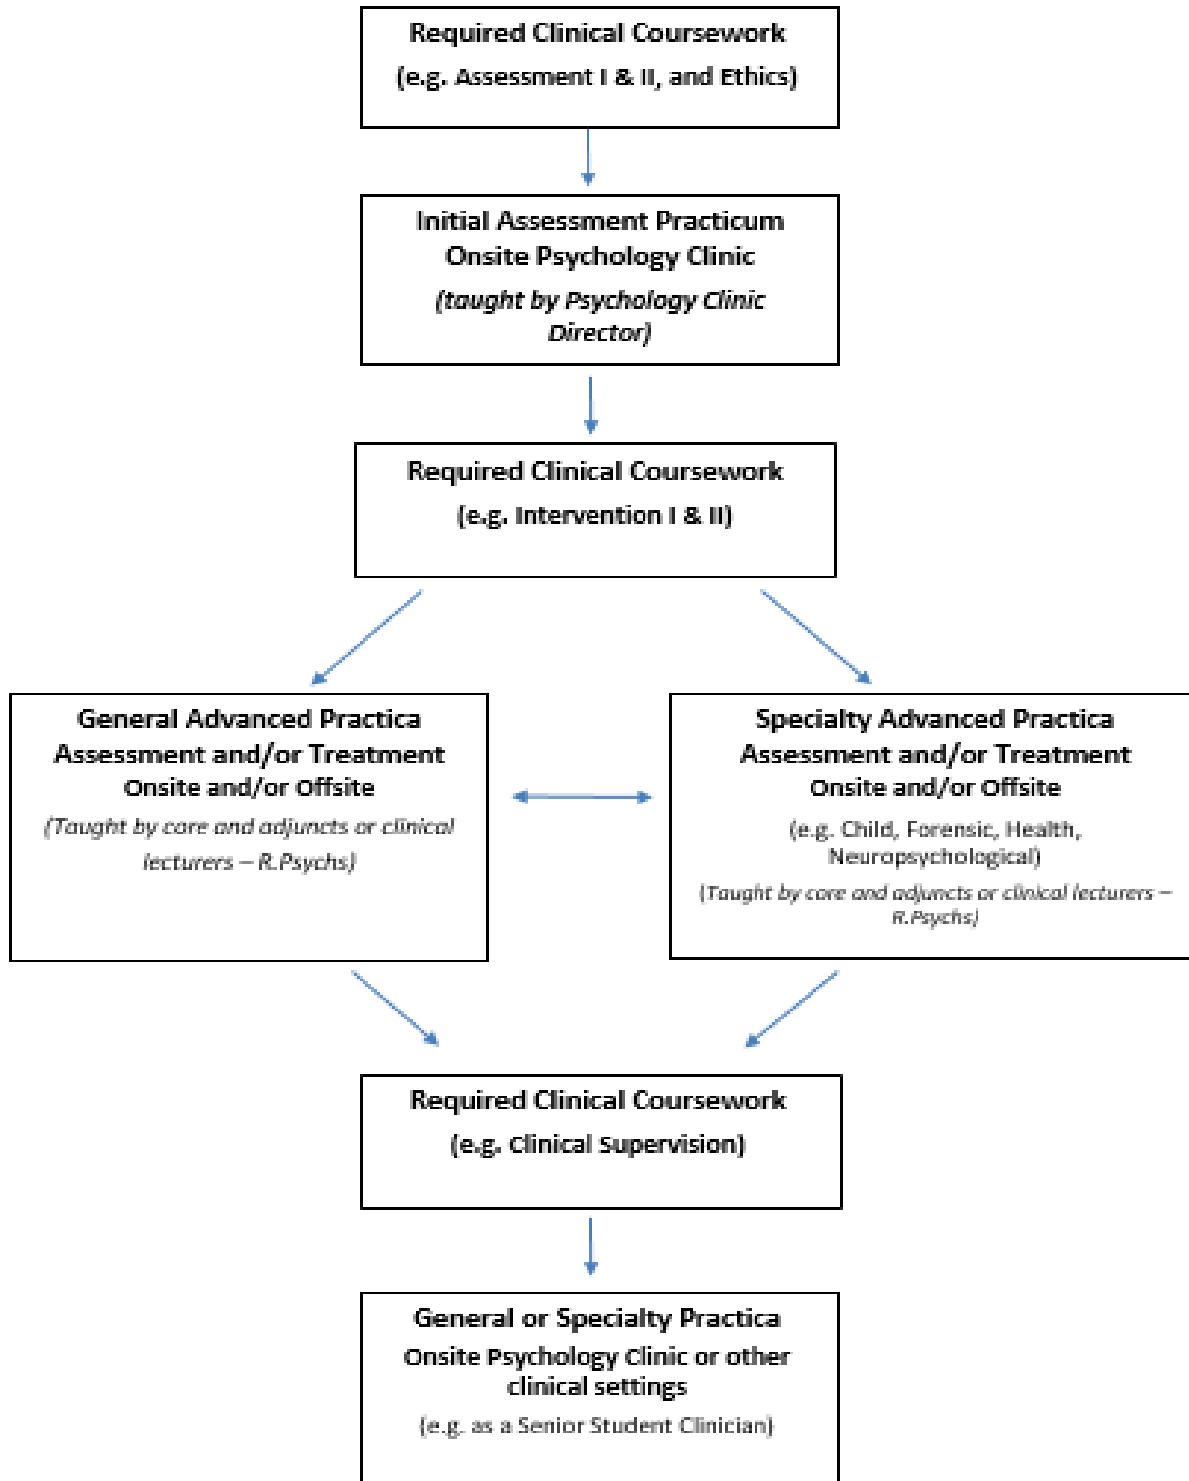 Required Clinical Coursework
(e.g. Assessment I & II, and Ethics)
Initial Assessment Practicum
Onsite Psychology Clinic
(taught by Psychology Clinic
Director)
Required Clinical Coursework
(e.g. Intervention I & II)
General Advanced Practica
Assessment and/or Treatment
Onsite and/or Offsite
(Taught by core and adjuncts or clinical
lecturers – R.Psychs)
Specialty Advanced Practica
Assessment and/or Treatment
Onsite and/or Offsite
(e.g. Child, Forensic, Health,
Neuropsychological)
(Taught by core and adjuncts or clinical lecturers –
R.Psychs)
Required Clinical Coursework
(e.g. Clinical Supervision)
General or Specialty Practica
Onsite Psychology Clinic or other
clinical settings
(e.g. as a Senior Student Clinician)